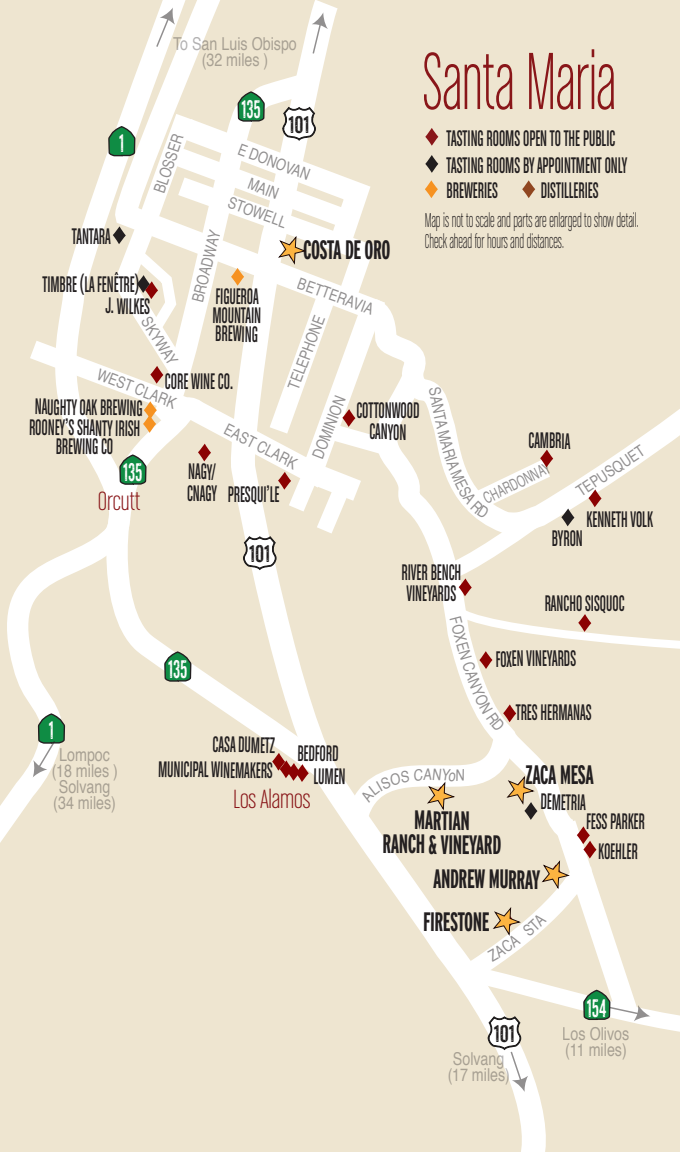 To San Luis Obispo
(32 miles )
Santa Maria
TASTING ROOMS OPEN TO THE PUBLIC
TASTING ROOMS BY APPOINTMENT ONLY
BREWERIES
DISTILLERIES
Map is not to scale and parts are enlarged to show detail.
Check ahead for hours and distances.
135
101
1
BLOSSER
E DONOVAN
MAIN
STOWELL
BROADWAY
TANTARA
COSTA DE ORO
TIMBRE (LA FENÊTRE)
J. WILKES
FIGUEROA
MOUNTAIN
BREWING
BETTERAVIA
SKYWAY
TELEPHONE
WEST CLARK
CORE WINE CO.
NAUGHTY OAK BREWING
ROONEY'S SHANTY IRISH
BREWING CO
DOMINION
COTTONWOOD
CANYON
SANTA MARIA MESA RD
EAST CLARK
CAMBRIA
CHARDONNAY
TEPUSQUET
135
Orcutt
NAGY/
CNAGY
PRESQU'LE
KENNETH VOLK
BYRON
101
RIVER BENCH
VINEYARDS
RANCHO SISQUOC
FOXEN CANYON RD
FOXEN VINEYARDS
135
TRES HERMANAS
1
Lompoc
(18 miles )
Solvang
(34 miles)
CASA DUMETZ
BEDFORD
MUNICIPAL WINEMAKERS
LUMEN
Los Alamos
ALISOS CANYON
ZACA MESA
DEMETRIA
MARTIAN
RANCH & VINEYARD
FESS PARKER
KOEHLER
ANDREW MURRAY
FIRESTONE
ZACA STA
154
Los Olivos
(11 miles)
101
Solvang
(17 miles)